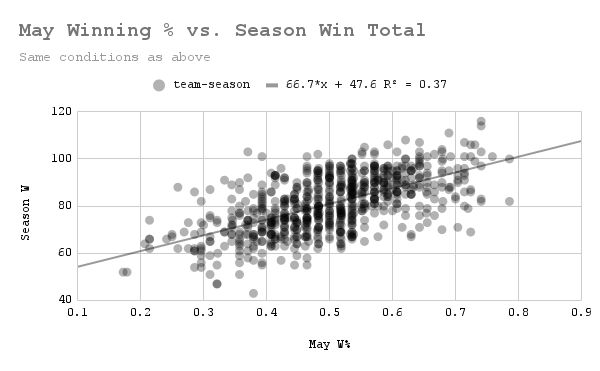 May Winning % vs. Season Win Total
Same conditions as above
team-season 66.7*x + 47.6 R² = 0.37
120
100
80
60
40
Season W
0.1 0.2 0.3 0.4 0.5 0.6 0.7 0.8 0.9
May W%